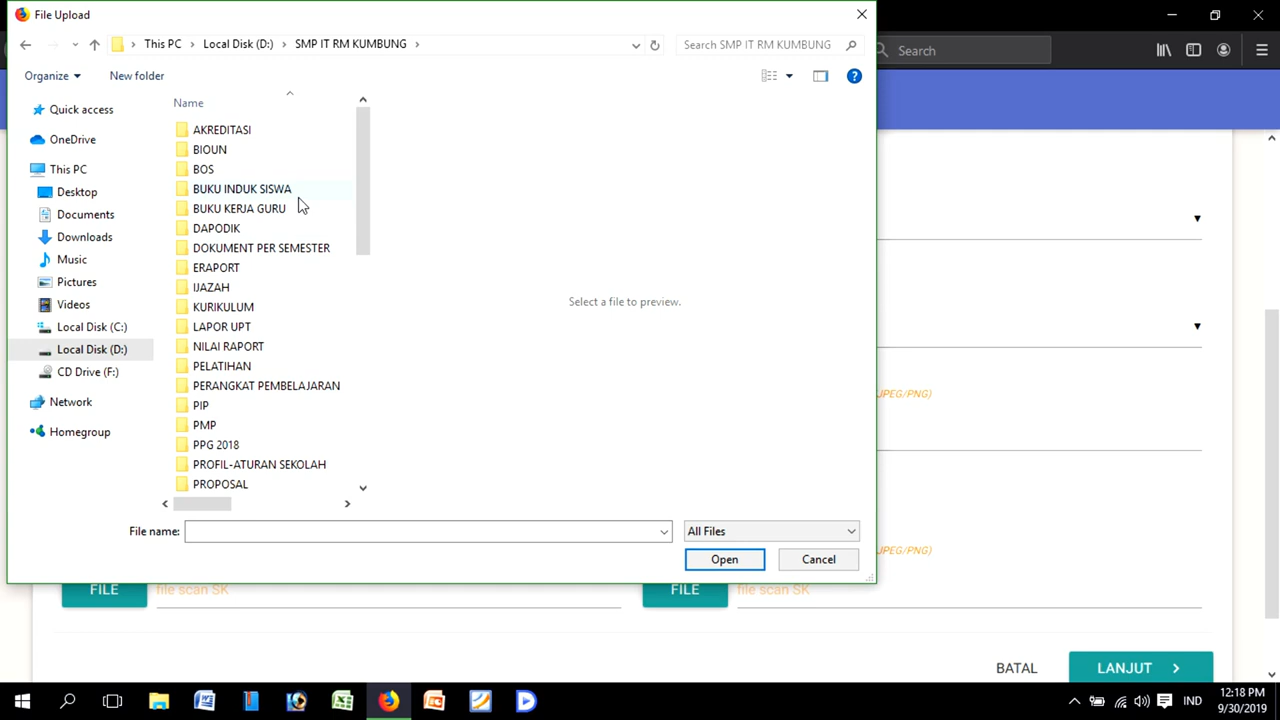 File Upload
This PC
Local Disk (D:)
SMP IT RM KUMBUNG
Search SMP IT RM KUMBUNG
Search
Organize
New folder
Name
Quick access
OneDrive
This PC
Desktop
Documents
Downloads
Music
Pictures
Videos
Local Disk (C:)
Local Disk (D:)
CD Drive (F:)
Network
Homegroup
AKREDITASI
BIOUN
BOS
BUKU INDUK SISWA
BUKU KERJA GURU
DAPODIK
DOKUMENT PER SEMESTER
ERAPORT
IJAZAH
KURIKULUM
LAPOR UPT
NILAI RAPORT
PELATIHAN
PERANGKAT PEMBELAJARAN
PIP
PMP
PPG 2018
PROFIL-ATURAN SEKOLAH
PROPOSAL
Select a file to preview.
JPEG/PNG)
JPEG/PNG)
File name:
All Files
Open
Cancel
FILE
file scan SK
FILE
file scan SK
BATAL
LANJUT
IND
12:18 PM
9/30/2019